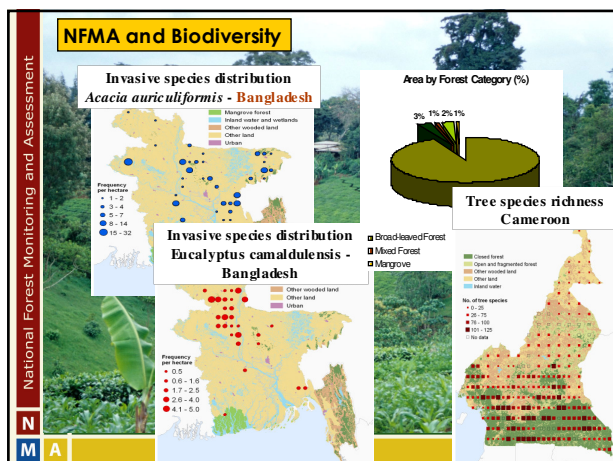 NFMA and Biodiversity
National Forest Monitoring and Assessment
Invasive species distribution
Acacia auriculiformis - Bangladesh
Mangrove forest
Inland water and wetlands
Other wooded land
Other land
Urban
Frequency
per hectare
1 - 2
3 - 4
5 - 7
8 - 14
15 - 32
Area by Forest Category (%)
3%
1%
2%
1%
Broad-leaved Forest
Mixed Forest
Mangrove
Invasive species distribution
Eucalyptus camaldulensis -
Bangladesh
Other wooded land
Other land
Urban
Frequency
per hectare
0.5
0.6 - 1.6
1.7 - 2.5
2.6 - 4.0
4.1 - 5.0
Tree species richness
Cameroon
Closed forest
Open and fragmented forest
Other wooded land
Other land
Inland water
No. of tree species
0 - 25
26 - 75
76 - 100
101 - 125
No data
N
M A